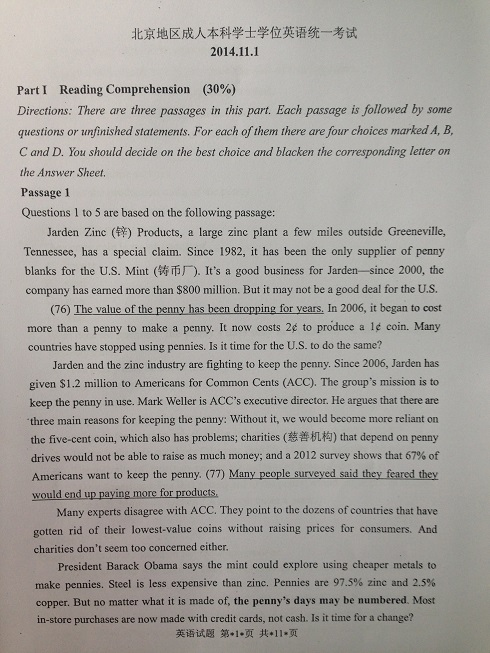 北京地区成人本科学士学位英语统一考试
2014.11.1
Part I Reading Comprehension (30%)
Directions: There are three passages in this part. Each passage is followed by some
questions or unfinished statements. For each of them there are four choices marked A, B,
C and D. You should decide on the best choice and blacken the corresponding letter on
the Answer Sheet.
Passage 1
Questions 1 to 5 are based on the following passage:
Jarden Zinc (锌) Products, a large zinc plant a few miles outside Greeneville,
Tennessee, has a special claim. Since 1982, it has been the only supplier of penny
blanks for the U.S. Mint (铸币厂). It's a good business for Jarden—since 2000, the
company has earned more than $800 million. But it may not be a good deal for the U.S.
(76) The value of the penny has been dropping for years. In 2006, it began to cost
more than a penny to make a penny. It now costs 2¢ to produce a 1¢ coin. Many
countries have stopped using pennies. Is it time for the U.S. to do the same?
Jarden and the zinc industry are fighting to keep the penny. Since 2006, Jarden has
given $1.2 million to Americans for Common Cents (ACC). The group's mission is to
keep the penny in use. Mark Weller is ACC's executive director. He argues that there are
three main reasons for keeping the penny: Without it, we would become more reliant on
the five-cent coin, which also has problems; charities (慈善机构) that depend on penny
drives would not be able to raise as much money; and a 2012 survey shows that 67% of
Americans want to keep the penny. (77) Many people surveyed said they feared they
would end up paying more for products.
Many experts disagree with ACC. They point to the dozens of countries that have
gotten rid of their lowest-value coins without raising prices for consumers. And
charities don't seem too concerned either.
President Barack Obama says the mint could explore using cheaper metals to
make pennies. Steel is less expensive than zinc. Pennies are 97.5% zinc and 2.5%
copper. But no matter what it is made of, the penny's days may be numbered. Most
in-store purchases are now made with credit cards, not cash. Is it time for a change?
英语试题 第•1•页 共•11•页